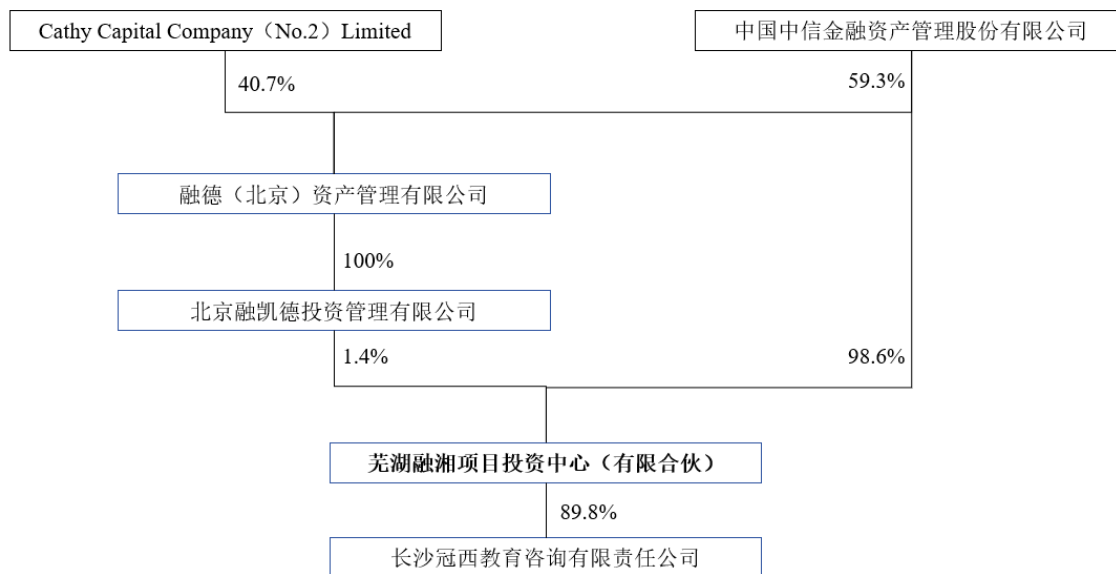 Cathy Capital Company（No.2）Limited
中国中信金融资产管理股份有限公司
40.7%
59.3%
融德（北京）资产管理有限公司
100%
北京融凯德投资管理有限公司
1.4%
98.6%
芜湖融湘项目投资中心（有限合伙）
89.8%
长沙冠西教育咨询有限责任公司